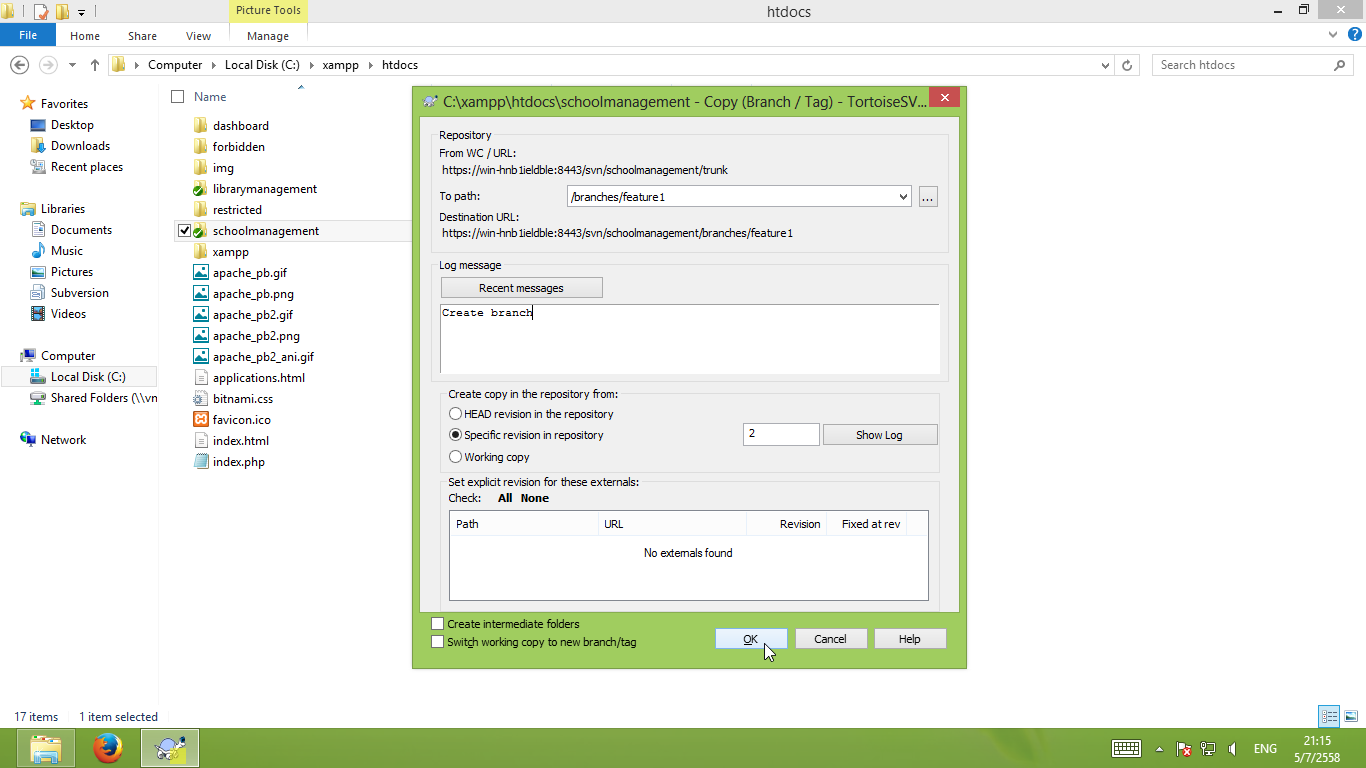 Picture Tools
htdocs
File
Home
Share
View
Manage
Computer
Local Disk (C:)
xampp
htdocs
Search htdocs
Favorites
Desktop
Downloads
Recent places
Libraries
Documents
Music
Pictures
Subversion
Videos
Computer
Local Disk (C:)
Shared Folders (\\vn
Network
Name
dashboard
forbidden
img
librarymanagement
restricted
schoolmanagement
xampp
apache_pb.gif
apache_pb.png
apache_pb2.gif
apache_pb2.png
apache_pb2_ani.gif
applications.html
bitnami.css
favicon.ico
index.html
index.php
C:\xampp\htdocs\schoolmanagement - Copy (Branch / Tag) - TortoiseSV...
Repository
From WC / URL:
https://win-hnb1ieldble:8443/svn/schoolmanagement/trunk
To path:
/branches/feature1
...
Destination URL:
https://win-hnb1ieldble:8443/svn/schoolmanagement/branches/feature1
Log message
Recent messages
Create branch
Create copy in the repository from:
HEAD revision in the repository
Specific revision in repository
2
Show Log
Working copy
Set explicit revision for these externals:
Check: All None
Path URL Revision Fixed at rev
No externals found
Create intermediate folders
Switch working copy to new branch/tag
OK
Cancel
Help
17 items
1 item selected
ENG
21:15
5/7/2558